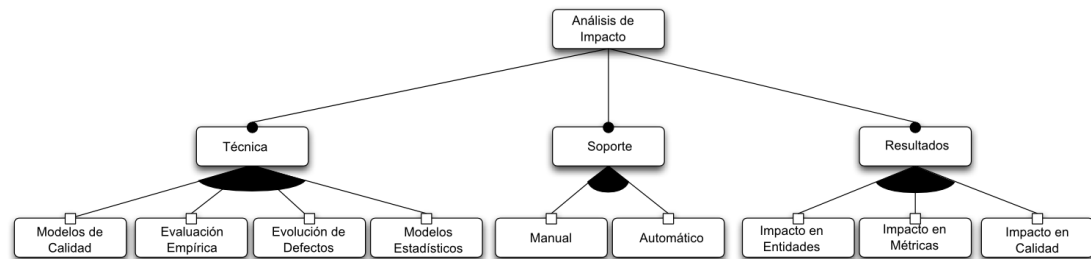 Análisis de
Impacto
Técnica
Soporte
Resultados
Modelos de
Calidad
Evaluación
Empírica
Evolución de
Defectos
Modelos
Estadísticos
Manual
Automático
Impacto en
Entidades
Impacto en
Métricas
Impacto en
Calidad